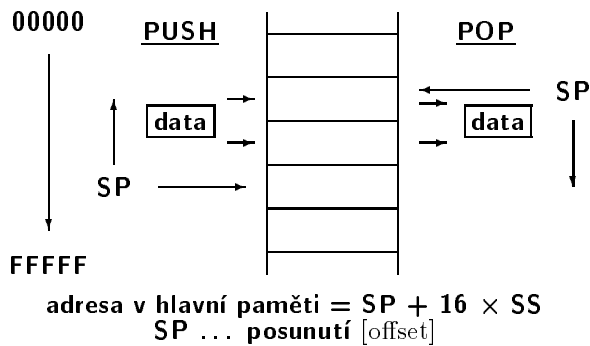 00000
PUSH
POP
SP
data
data
SP
FFFFF
adresa v hlavní paměti = SP + 16 × SS
SP ... posunutí [offset]